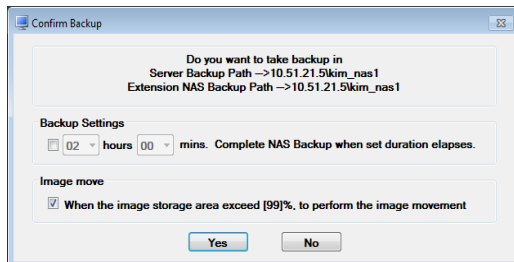 Confirm Backup
Do you want to take backup in
Server Backup Path -->10.51.21.5\kim_nas1
Extension NAS Backup Path -->10.51.21.5\kim_nas1
Backup Settings
02 hours 00 mins. Complete NAS Backup when set duration elapses.
Image move
When the image storage area exceed [99]%, to perform the image movement
Yes No